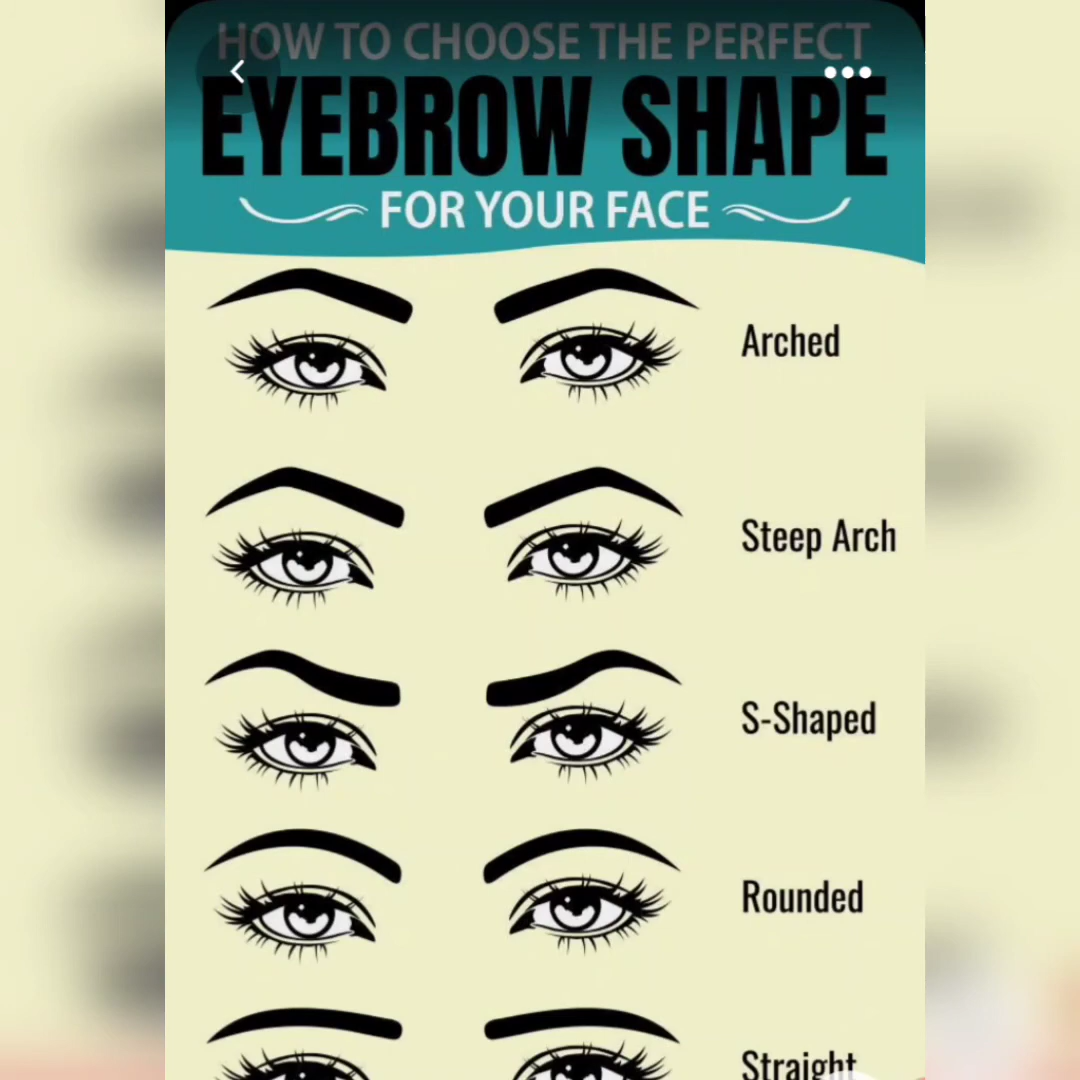 HOW TO CHOOSE THE PERFECT
EYEBROW SHAPE
FOR YOUR FACE
Arched
Steep Arch
S-Shaped
Rounded
Straight